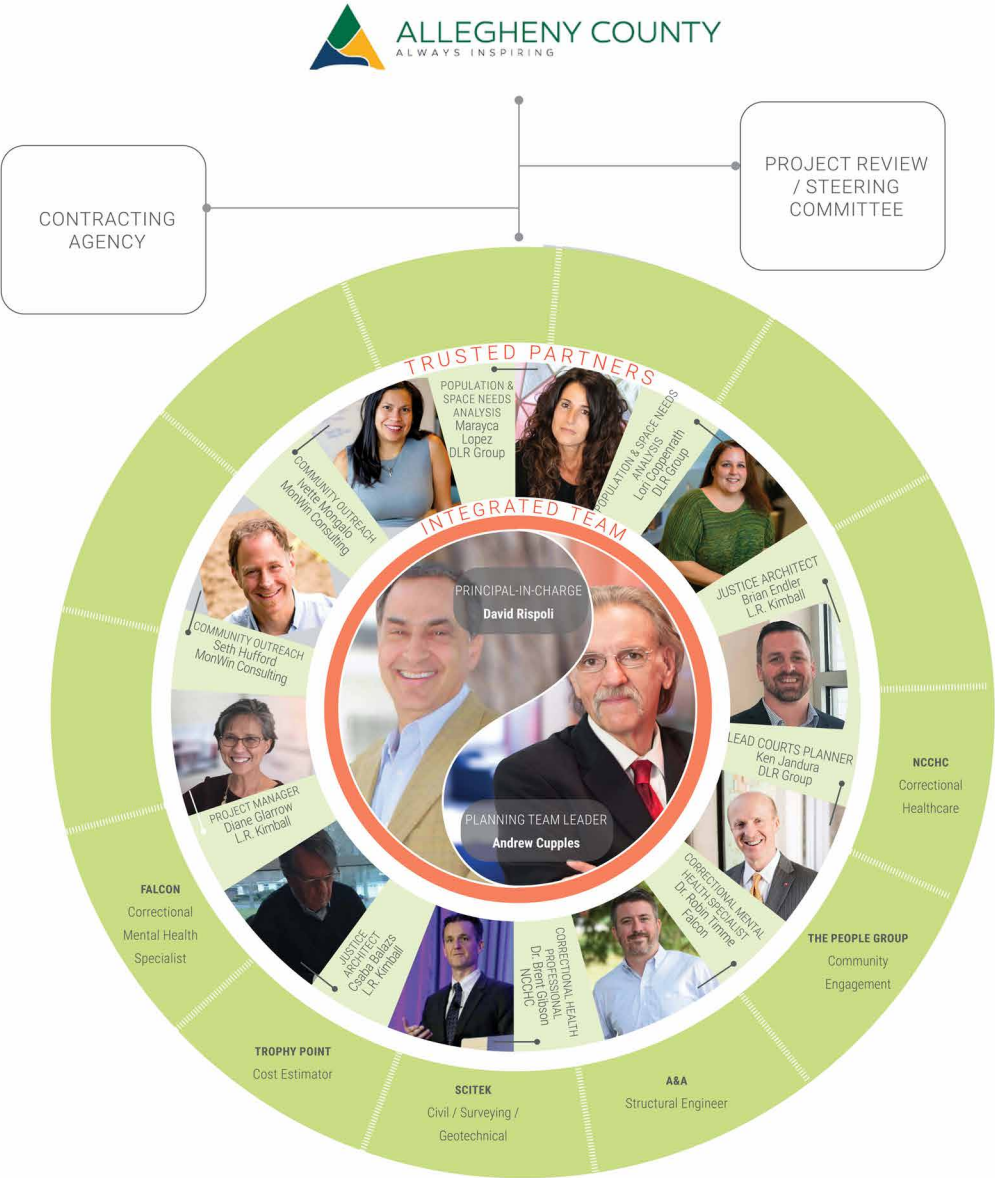 ALLEGHENY COUNTY
ALWAYS INSPIRING
CONTRACTING
AGENCY
PROJECT REVIEW
/ STEERING
COMMITTEE
TRUSTED PARTNERS
POPULATION &
SPACE NEEDS
ANALYSIS
Marayca
Lopez
DLR Group
POPULATION & SPACE NEEDS
ANALYSIS
Lori Coppenrath
DLR Group
JUSTICE ARCHITECT
Brian Endler
L.R. Kimball
LEAD COURTS PLANNER
Ken Jandura
DLR Group
CORRECTIONAL MENTAL
HEALTH SPECIALIST
Dr. Robin Timme
Falcon
CORRECTIONAL HEALTH
PROFESSIONAL
Dr. Brent Gibson
NCCHC
JUSTICE
ARCHITECT
Csaba Balazs
L.R. Kimball
PROJECT MANAGER
Diane Glarrow
L.R. Kimball
COMMUNITY OUTREACH
Seth Hufford
MonWin Consulting
COMMUNITY OUTREACH
Ivette Mongalo
MonWin Consulting
INTEGRATED TEAM
PRINCIPAL-IN-CHARGE
David Rispoli
PLANNING TEAM LEADER
Andrew Cupples
NCCHC
Correctional
Healthcare
THE PEOPLE GROUP
Community
Engagement
A&A
Structural Engineer
SCITEK
Civil / Surveying /
Geotechnical
TROPHY POINT
Cost Estimator
FALCON
Correctional
Mental Health
Specialist